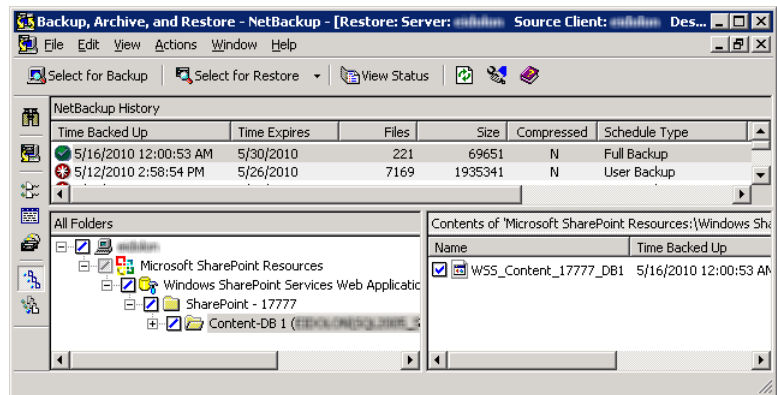 Backup, Archive, and Restore - NetBackup - [Restore: Server: Source Client: Des...
File Edit View Actions Window Help
Select for Backup Select for Restore View Status
NetBackup History
Time Backed Up Time Expires Files Size Compressed Schedule Type
5/16/2010 12:00:53 AM 5/30/2010 221 69651 N Full Backup
5/12/2010 2:58:54 PM 5/26/2010 7169 1935341 N User Backup
All Folders
Microsoft SharePoint Resources
Windows SharePoint Services Web Applicatic
SharePoint - 17777
Content-DB 1 (
Contents of 'Microsoft SharePoint Resources:\Windows Sha
Name Time Backed Up
WSS_Content_17777_DB1 5/16/2010 12:00:53 AM